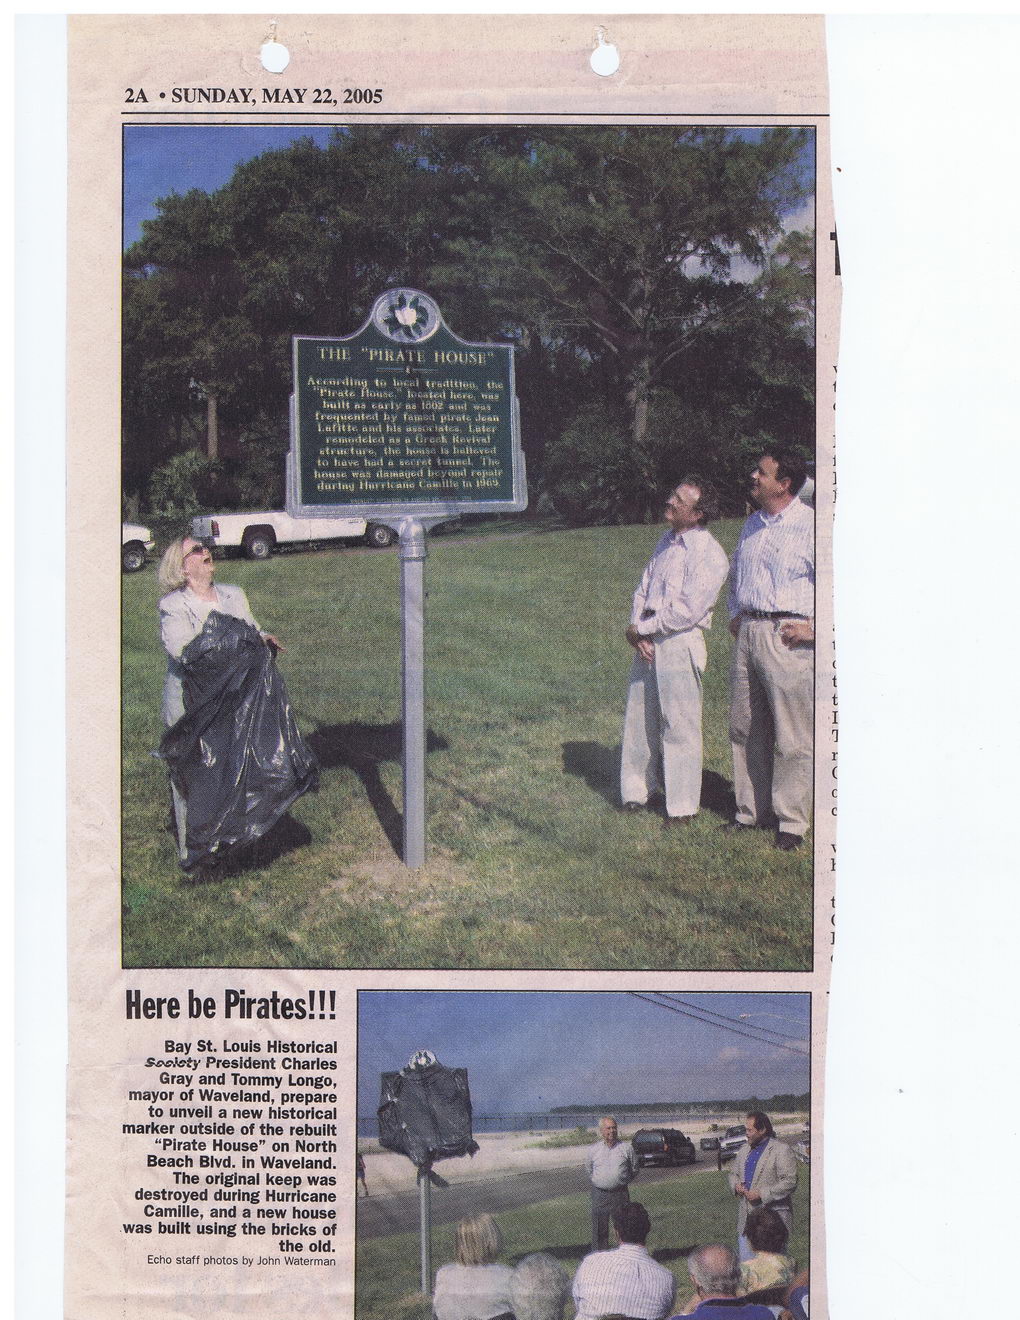 2A • SUNDAY, MAY 22, 2005
THE "PIRATE HOUSE"
According to local tradition, the
"Pirate House," located here, was
built as early as 1802 and was
frequented by famed pirate Jean
Lafitte and his associates. Later
remodeled as a Greek Revival
structure, the house is believed
to have had a secret tunnel. The
house was damaged beyond repair
during Hurricane Camille in 1969.
Here be Pirates!!!
Bay St. Louis Historical
Society President Charles
Gray and Tommy Longo,
mayor of Waveland, prepare
to unveil a new historical
marker outside of the rebuilt
“Pirate House” on North
Beach Blvd. in Waveland.
The original keep was
destroyed during Hurricane
Camille, and a new house
was built using the bricks of
the old.
Echo staff photos by John Waterman